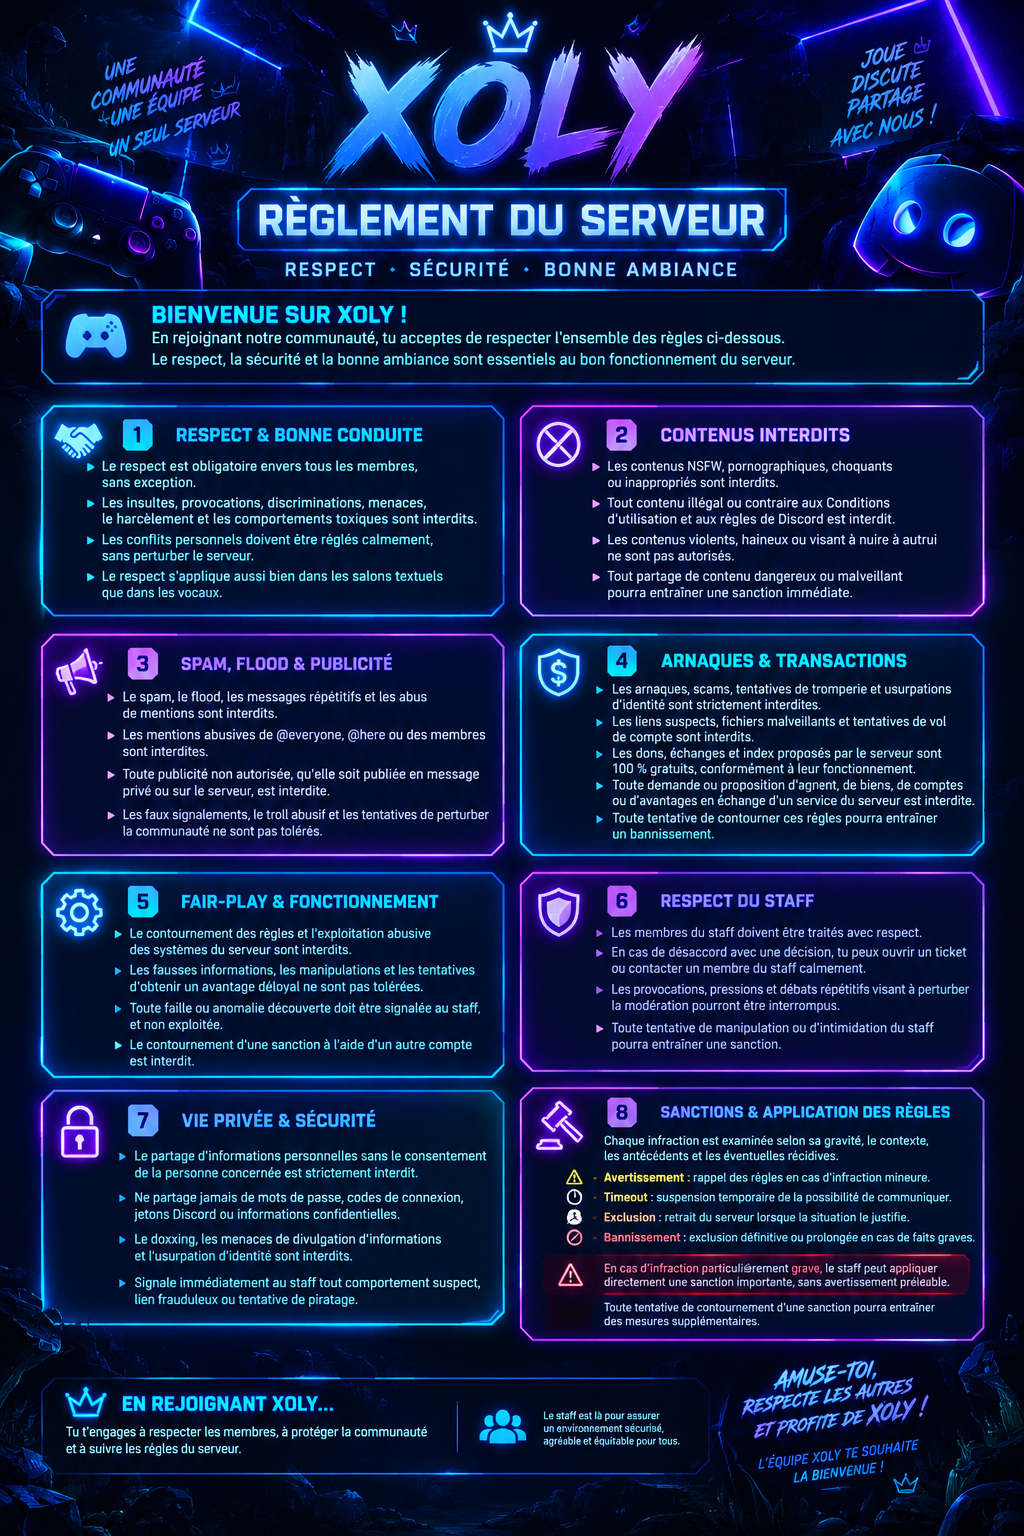 UNE
COMMUNAUTÉ
UNE ÉQUIPE
UN SEUL SERVEUR
XOLY
JOUE
DISCUTE
PARTAGE
AVEC NOUS !
RÈGLEMENT DU SERVEUR
RESPECT · SÉCURITÉ · BONNE AMBIANCE
BIENVENUE SUR XOLY !
En rejoignant notre communauté, tu acceptes de respecter l'ensemble des règles ci-dessous.
Le respect, la sécurité et la bonne ambiance sont essentiels au bon fonctionnement du serveur.
1 RESPECT & BONNE CONDUITE
Le respect est obligatoire envers tous les membres,
sans exception.
Les insultes, provocations, discriminations, menaces,
le harcèlement et les comportements toxiques sont interdits.
Les conflits personnels doivent être réglés calmement,
sans perturber le serveur.
Le respect s'applique aussi bien dans les salons textuels
que dans les vocaux.
2 CONTENUS INTERDITS
Les contenus NSFW, pornographiques, choquants
ou inappropriés sont interdits.
Tout contenu illégal ou contraire aux Conditions
d'utilisation et aux règles de Discord est interdit.
Les contenus violents, haineux ou visant à nuire à autrui
ne sont pas autorisés.
Tout partage de contenu dangereux ou malveillant
pourra entraîner une sanction immédiate.
3 SPAM, FLOOD & PUBLICITÉ
Le spam, le flood, les messages répétitifs et les abus
de mentions sont interdits.
Les mentions abusives de @everyone, @here ou des membres
sont interdites.
Toute publicité non autorisée, qu'elle soit publiée en message
privé ou sur le serveur, est interdite.
Les faux signalements, le troll abusif et les tentatives de perturber
la communauté ne sont pas tolérés.
4 ARNAQUES & TRANSACTIONS
Les arnaques, scams, tentatives de tromperie et usurpations
d'identité sont strictement interdites.
Les liens suspects, fichiers malveillants et tentatives de vol
de compte sont interdits.
Les dons, échanges et index proposés par le serveur sont
100 % gratuits, conformément à leur fonctionnement.
Toute demande ou proposition d'agnent, de biens, de comptes
ou d'avantages en échange d'un service du serveur est interdite.
Toute tentative de contourner ces règles pourra entraîner
un bannissement.
5 FAIR-PLAY & FONCTIONNEMENT
Le contournement des règles et l'exploitation abusive
des systèmes du serveur sont interdits.
Les fausses informations, les manipulations et les tentatives
d'obtenir un avantage déloyal ne sont pas tolérées.
Toute faille ou anomalie découverte doit être signalée au staff,
et non exploitée.
Le contournement d'une sanction à l'aide d'un autre compte
est interdit.
6 RESPECT DU STAFF
Les membres du staff doivent être traités avec respect.
En cas de désaccord avec une décision, tu peux ouvrir un ticket
ou contacter un membre du staff calmement.
Les provocations, pressions et débats répétitifs visant à perturber
la modération pourront être interrompus.
Toute tentative de manipulation ou d'intimidation du staff
pourra entraîner une sanction.
7 VIE PRIVÉE & SÉCURITÉ
Le partage d'informations personnelles sans le consentement
de la personne concernée est strictement interdit.
Ne partage jamais de mots de passe, codes de connexion,
jetons Discord ou informations confidentielles.
Le doxxing, les menaces de divulgation d'informations
et l'usurpation d'identité sont interdits.
Signale immédiatement au staff tout comportement suspect,
lien frauduleux ou tentative de piratage.
8 SANCTIONS & APPLICATION DES RÈGLES
Chaque infraction est examinée selon sa gravité, le contexte,
les antécédents et les éventuelles récidives.
Avertissement : rappel des règles en cas d'infraction mineure.
Timeout : suspension temporaire de la possibilité de communiquer.
Exclusion : retrait du serveur lorsque la situation le justifie.
Bannissement : exclusion définitive ou prolongée en cas de faits graves.
En cas d'infraction particulièrement grave, le staff peut appliquer
directement une sanction importante, sans avertissement préleable.
Toute tentative de contournement d'une sanction pourra entraîner
des mesures supplémentaires.
EN REJOIGNANT XOLY...
Tu t'engages à respecter les membres, à protéger la communauté
et à suivre les règles du serveur.
Le staff est là pour assurer
un environnement sécurisé,
agréable et équitable pour tous.
AMUSE-TOI,
RESPECTE LES AUTRES
ET PROFITE DE XOLY !
L'ÉQUIPE XOLY TE SOUHAITE
LA BIENVENUE !